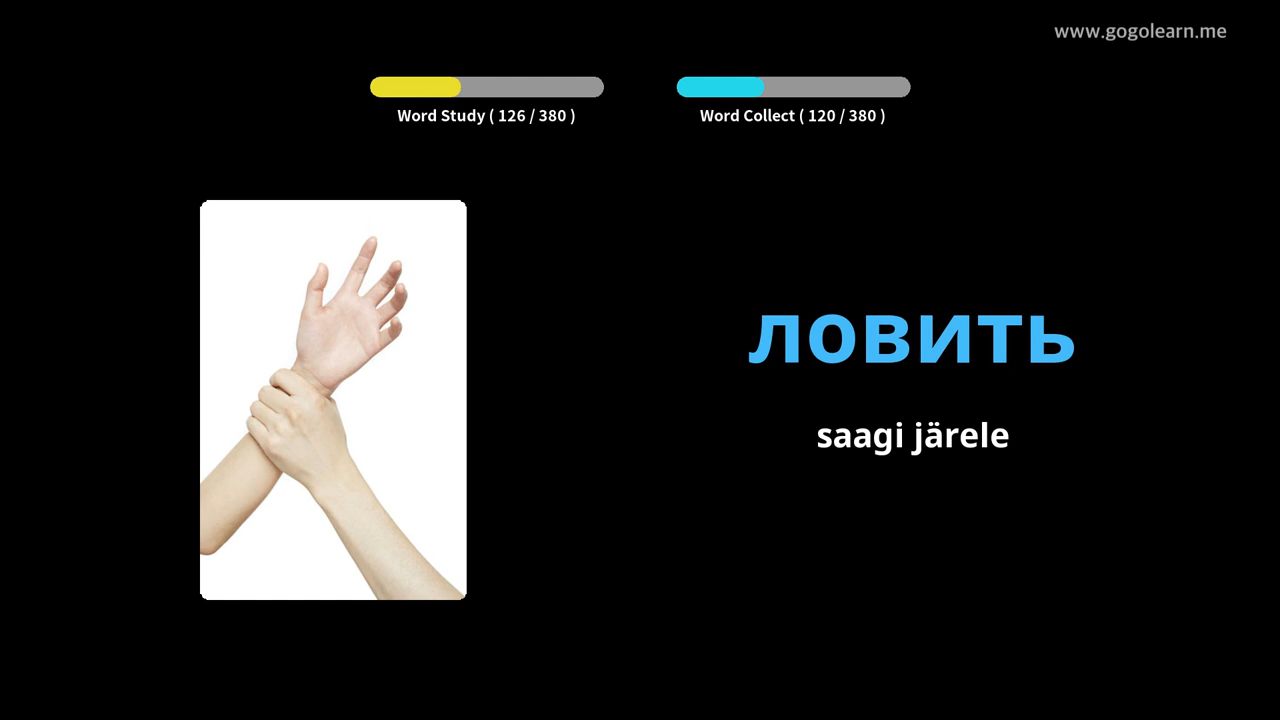 www.gogolearn.me
Word Study ( 126 / 380 )
Word Collect ( 120 / 380 )
ловить
saagi järele